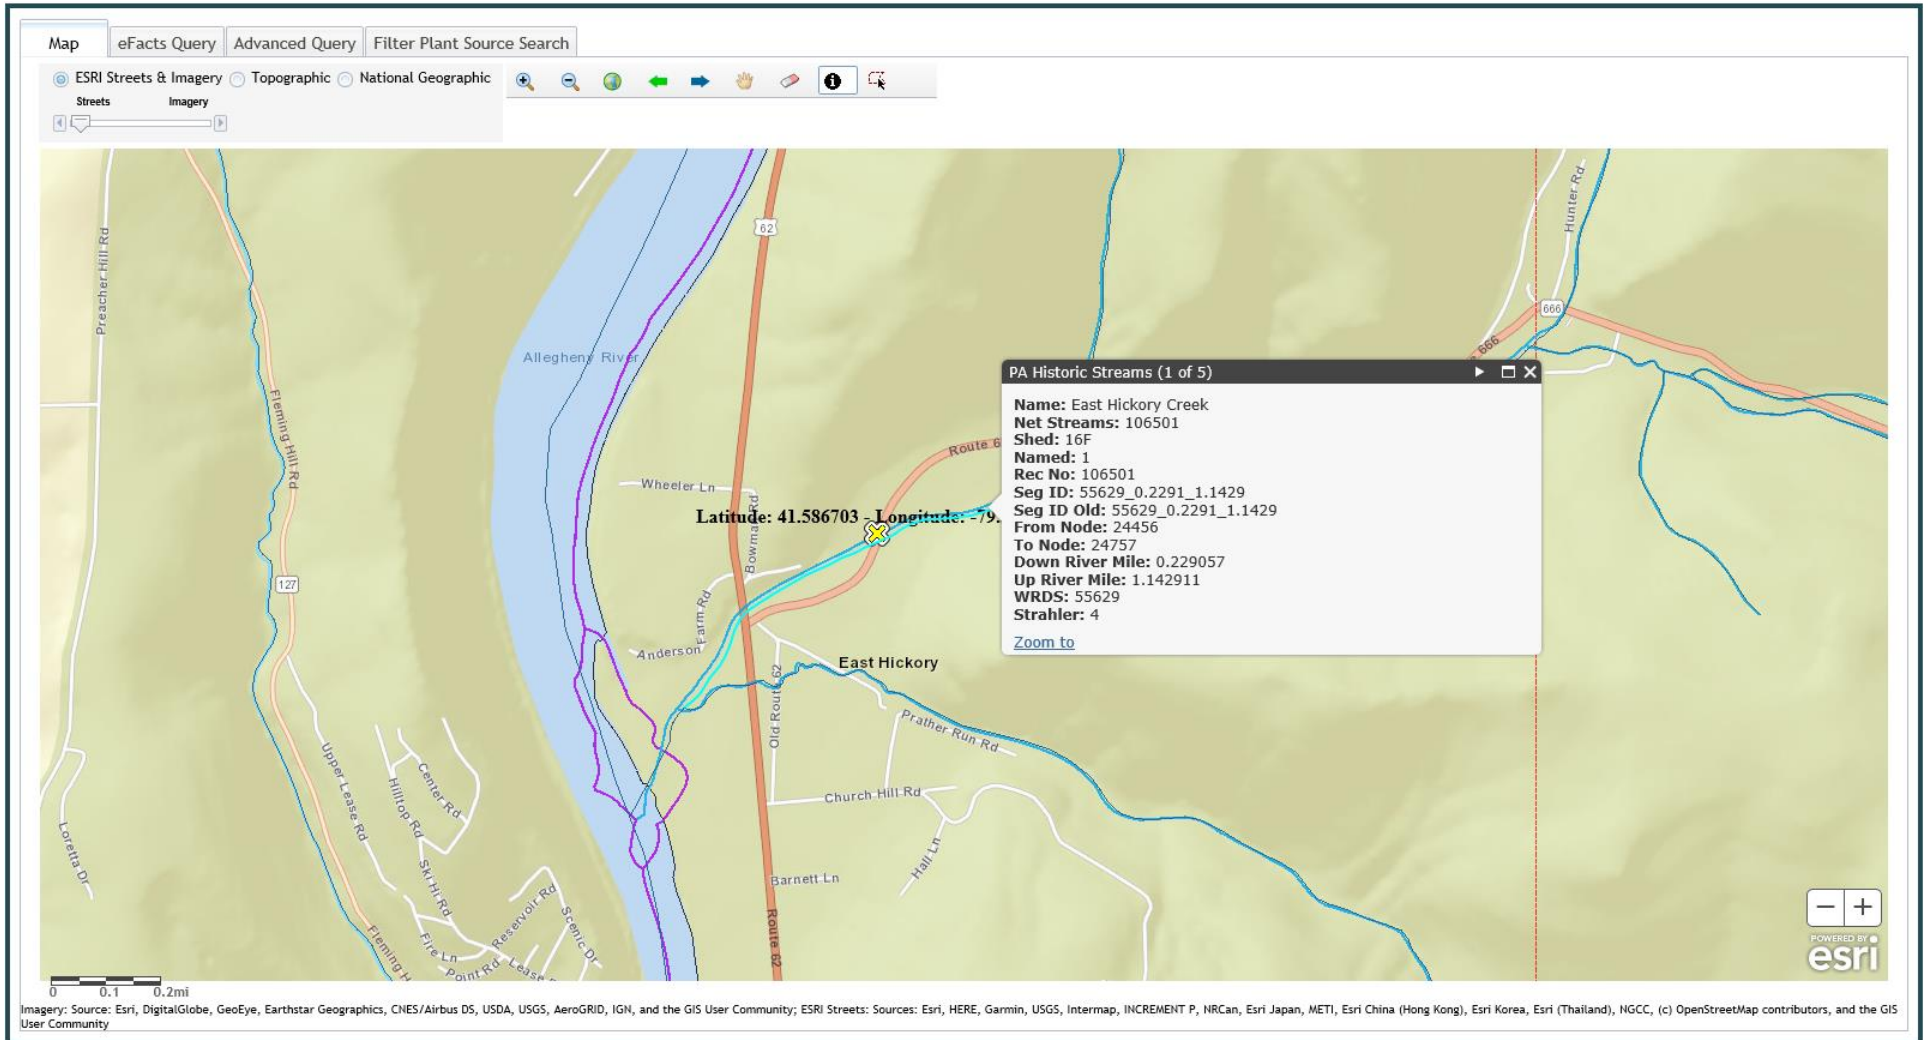 Map
eFacts Query
Advanced Query
Filter Plant Source Search
ESRI Streets & Imagery
Topographic
National Geographic
Streets
Imagery
62
Hunter Rd
Preacher Hill Rd
666
Allegheny River
666
PA Historic Streams (1 of 5)
Name: East Hickory Creek
Net Streams: 106501
Shed: 16F
Named: 1
Rec No: 106501
Seg ID: 55629_0.2291_1.1429
Seg ID Old: 55629_0.2291_1.1429
From Node: 24456
To Node: 24757
Down River Mile: 0.229057
Up River Mile: 1.142911
WRDS: 55629
Strahler: 4
Zoom to
Fleming Hill Rd
Route 6
Wheeler Ln
Latitude: 41.586703 - Longitude: -79.
Bowman Rd
127
Anderson Farm Rd
East Hickory
Old Route 62
Prather Run Rd
Upper Lease Rd
Hilltop Rd
Center Rd
Church Hill Rd
Loretta Dr
Hall Ln
Ski Hi Rd
Barnett Ln
Reservoir Rd
Scenic Dr
Route 62
Fire Ln
Fleming H
Point Rd
Lease
− +
POWERED BY
esri
0 0.1 0.2mi
Imagery: Source: Esri, DigitalGlobe, GeoEye, Earthstar Geographics, CNES/Airbus DS, USDA, USGS, AeroGRID, IGN, and the GIS User Community; ESRI Streets: Sources: Esri, HERE, Garmin, USGS, Intermap, INCREMENT P, NRCan, Esri Japan, METI, Esri China (Hong Kong), Esri Korea, Esri (Thailand), NGCC, (c) OpenStreetMap contributors, and the GIS
User Community